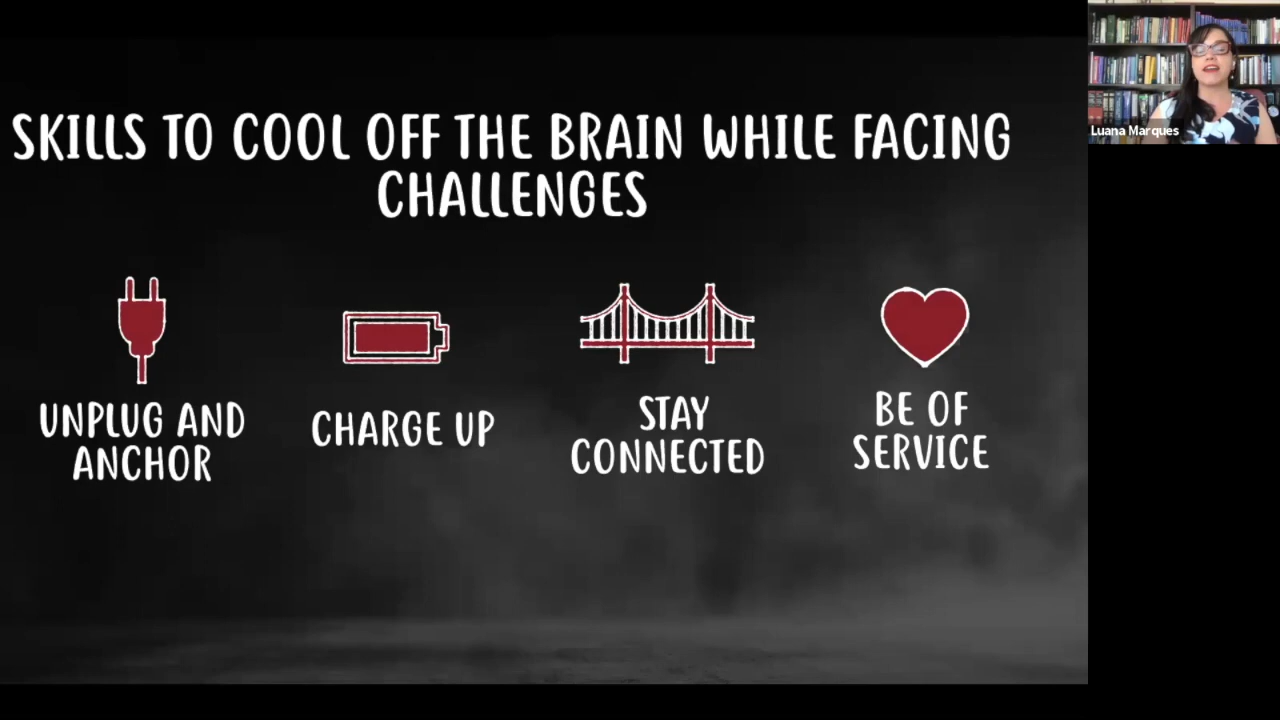 SKILLS TO COOL OFF THE BRAIN WHILE FACING
CHALLENGES
UNPLUG AND
ANCHOR
CHARGE UP
STAY
CONNECTED
BE OF
SERVICE
Luana Marques